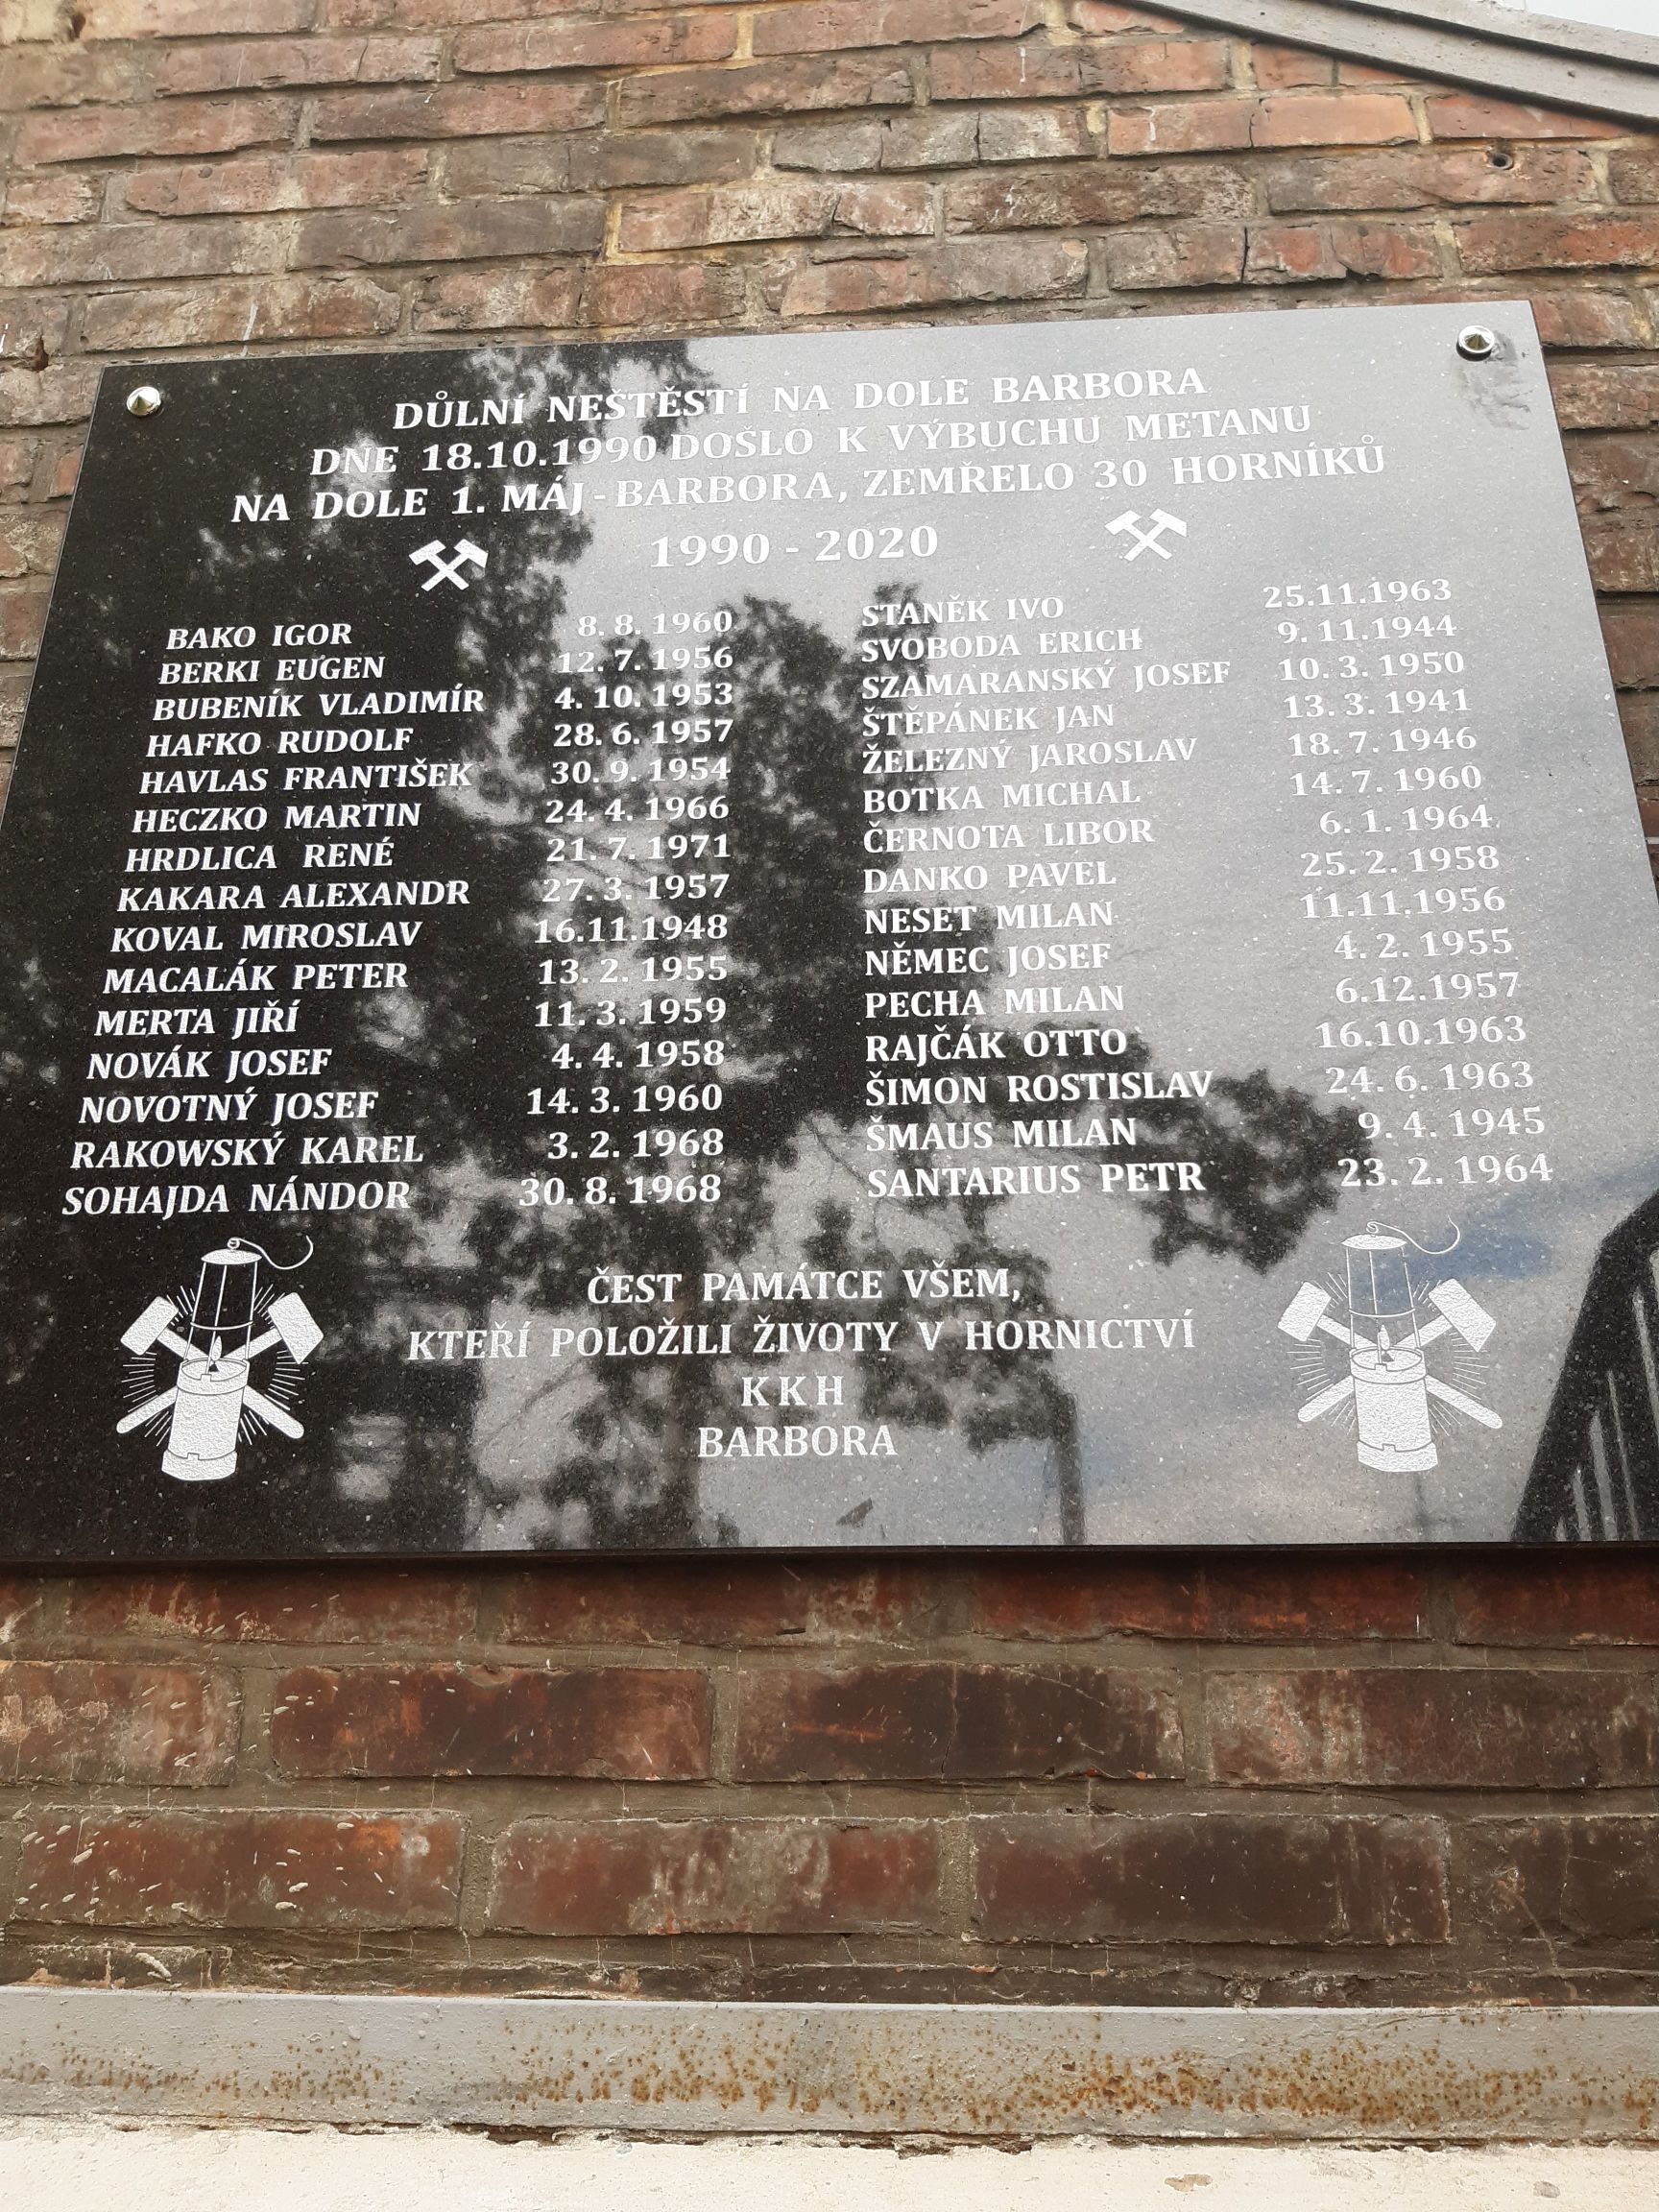 DŮLNÍ NEŠTĚSTÍ NA DOLE BARBORA
DNE 18.10.1990 DOŠLO K VÝBUCHU METANU
NA DOLE 1. MÁJ - BARBORA, ZEMŘELO 30 HORNÍKŮ
1990 - 2020
BAKO IGOR 8. 8. 1960
BERKI EUGEN 12. 7. 1956
BUBENÍK VLADIMÍR 4. 10. 1953
HAFKO RUDOLF 28. 6. 1957
HAVLAS FRANTIŠEK 30. 9. 1954
HECZKO MARTIN 24. 4. 1966
HRDLICA RENÉ 21. 7. 1971
KAKARA ALEXANDR 27. 3. 1957
KOVAL MIROSLAV 16.11.1948
MACALÁK PETER 13. 2. 1955
MERTA JIŘÍ 11. 3. 1959
NOVÁK JOSEF 4. 4. 1958
NOVOTNÝ JOSEF 14. 3. 1960
RAKOWSKÝ KAREL 3. 2. 1968
SOHAJDA NÁNDOR 30. 8. 1968
STANĚK IVO 25.11.1963
SVOBODA ERICH 9. 11.1944
SZAMARANSKÝ JOSEF 10. 3. 1950
ŠTĚPÁNEK JAN 13. 3. 1941
ŽELEZNÝ JAROSLAV 18. 7. 1946
BOTKA MICHAL 14. 7. 1960
ČERNOTA LIBOR 6. 1. 1964
DANKO PAVEL 25. 2. 1958
NESET MILAN 11.11.1956
NĚMEC JOSEF 4. 2. 1955
PECHA MILAN 6.12.1957
RAJČÁK OTTO 16.10.1963
ŠIMON ROSTISLAV 24. 6. 1963
ŠMAUS MILAN 9. 4. 1945
SANTARIUS PETR 23. 2. 1964
ČEST PAMÁTCE VŠEM,
KTEŘÍ POLOŽILI ŽIVOTY V HORNICTVÍ
K K H
BARBORA